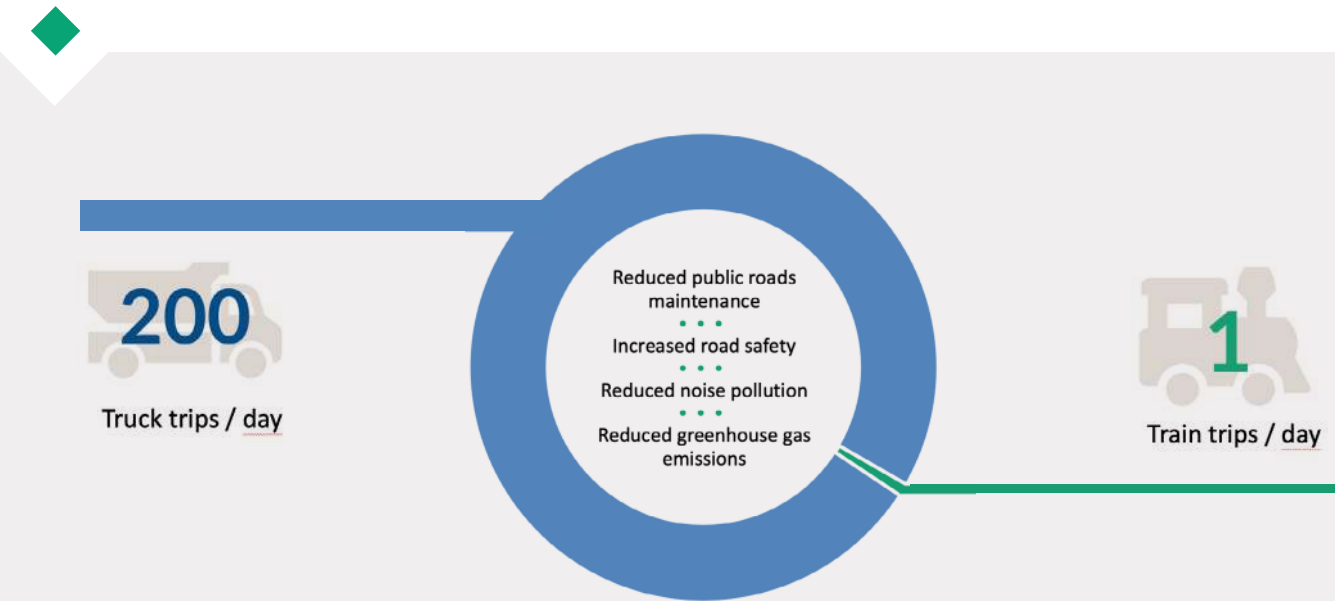 200
Truck trips / day
Reduced public roads
maintenance
• • •
Increased road safety
• • •
Reduced noise pollution
• • •
Reduced greenhouse gas
emissions
1
Train trips / day